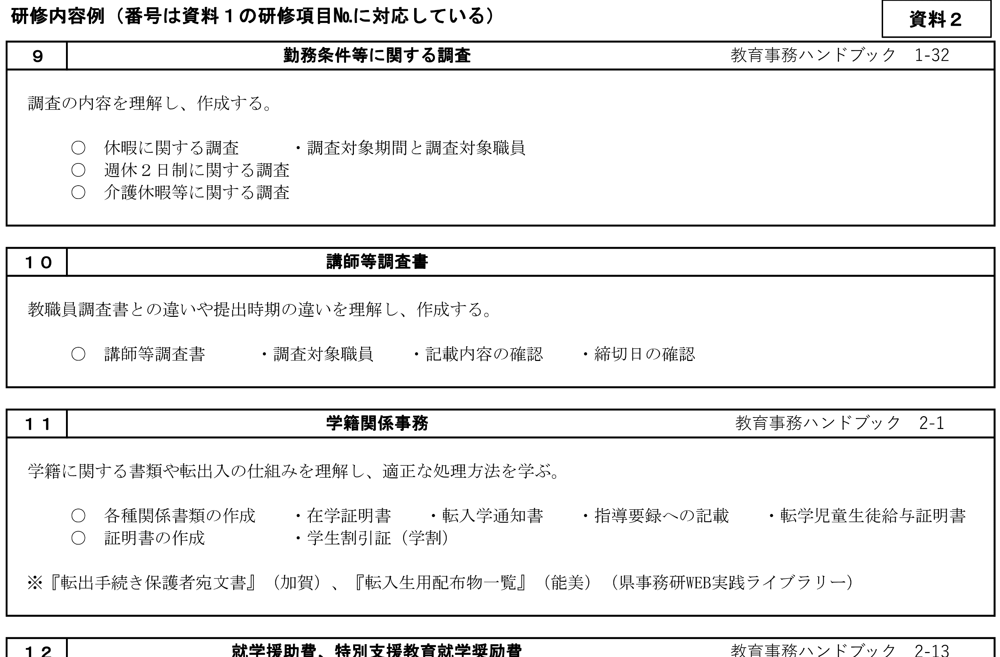 研修内容例（番号は資料１の研修項目№に対応している）
資料２
９ 勤務条件等に関する調査 教育事務ハンドブック　1-32
調査の内容を理解し、作成する。
○　休暇に関する調査　　　・調査対象期間と調査対象職員
○　週休２日制に関する調査
○　介護休暇等に関する調査
１０ 講師等調査書
教職員調査書との違いや提出時期の違いを理解し、作成する。
○　講師等調査書　　　・調査対象職員　　・記載内容の確認　　・締切日の確認
１１ 学籍関係事務 教育事務ハンドブック　2-1
学籍に関する書類や転出入の仕組みを理解し、適正な処理方法を学ぶ。
○　各種関係書類の作成　　・在学証明書　　・転入学通知書　　・指導要録への記載　　・転学児童生徒給与証明書
○　証明書の作成　　　　　・学生割引証（学割）
※『転出手続き保護者宛文書』（加賀）、『転入生用配布物一覧』（能美）（県事務研WEB実践ライブラリー）
１２ 就学援助費、特別支援教育就学奨励費 教育事務ハンドブック　2-13